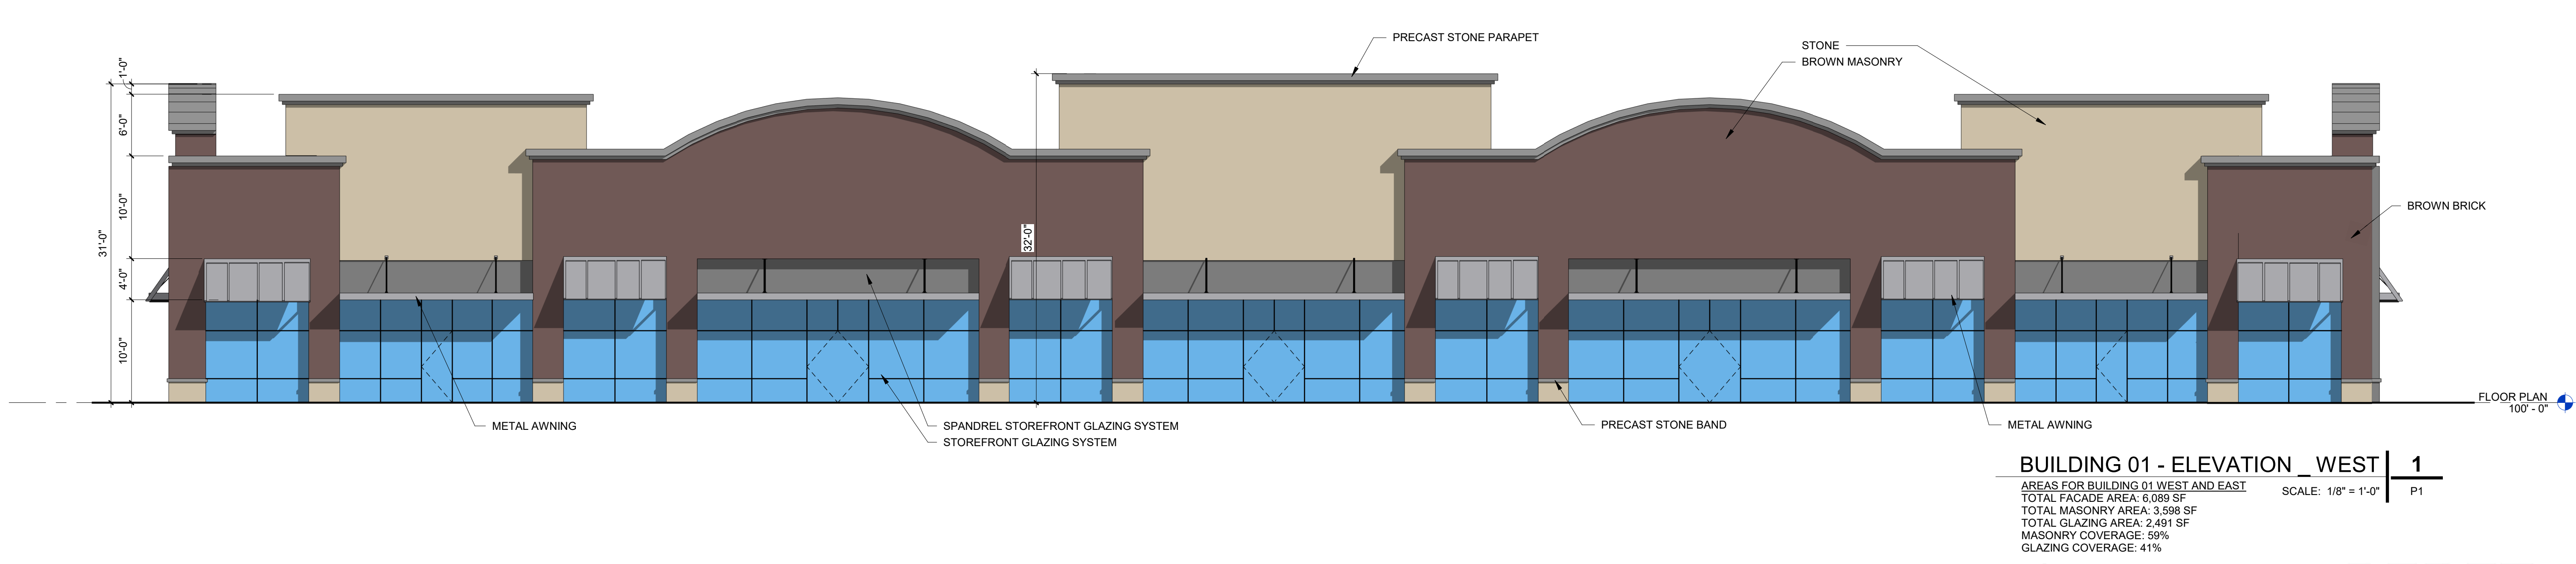 PRECAST STONE PARAPET
STONE
BROWN MASONRY
1'-0"
6'-0"
10'-0"
31'-0"
4'-0"
10'-0"
32'-0"
BROWN BRICK
METAL AWNING
SPANDREL STOREFRONT GLAZING SYSTEM
STOREFRONT GLAZING SYSTEM
PRECAST STONE BAND
METAL AWNING
FLOOR PLAN
100' - 0"
BUILDING 01 - ELEVATION _ WEST
1
AREAS FOR BUILDING 01 WEST AND EAST
SCALE: 1/8" = 1'-0"
P1
TOTAL FACADE AREA: 6,089 SF
TOTAL MASONRY AREA: 3,598 SF
TOTAL GLAZING AREA: 2,491 SF
MASONRY COVERAGE: 59%
GLAZING COVERAGE: 41%